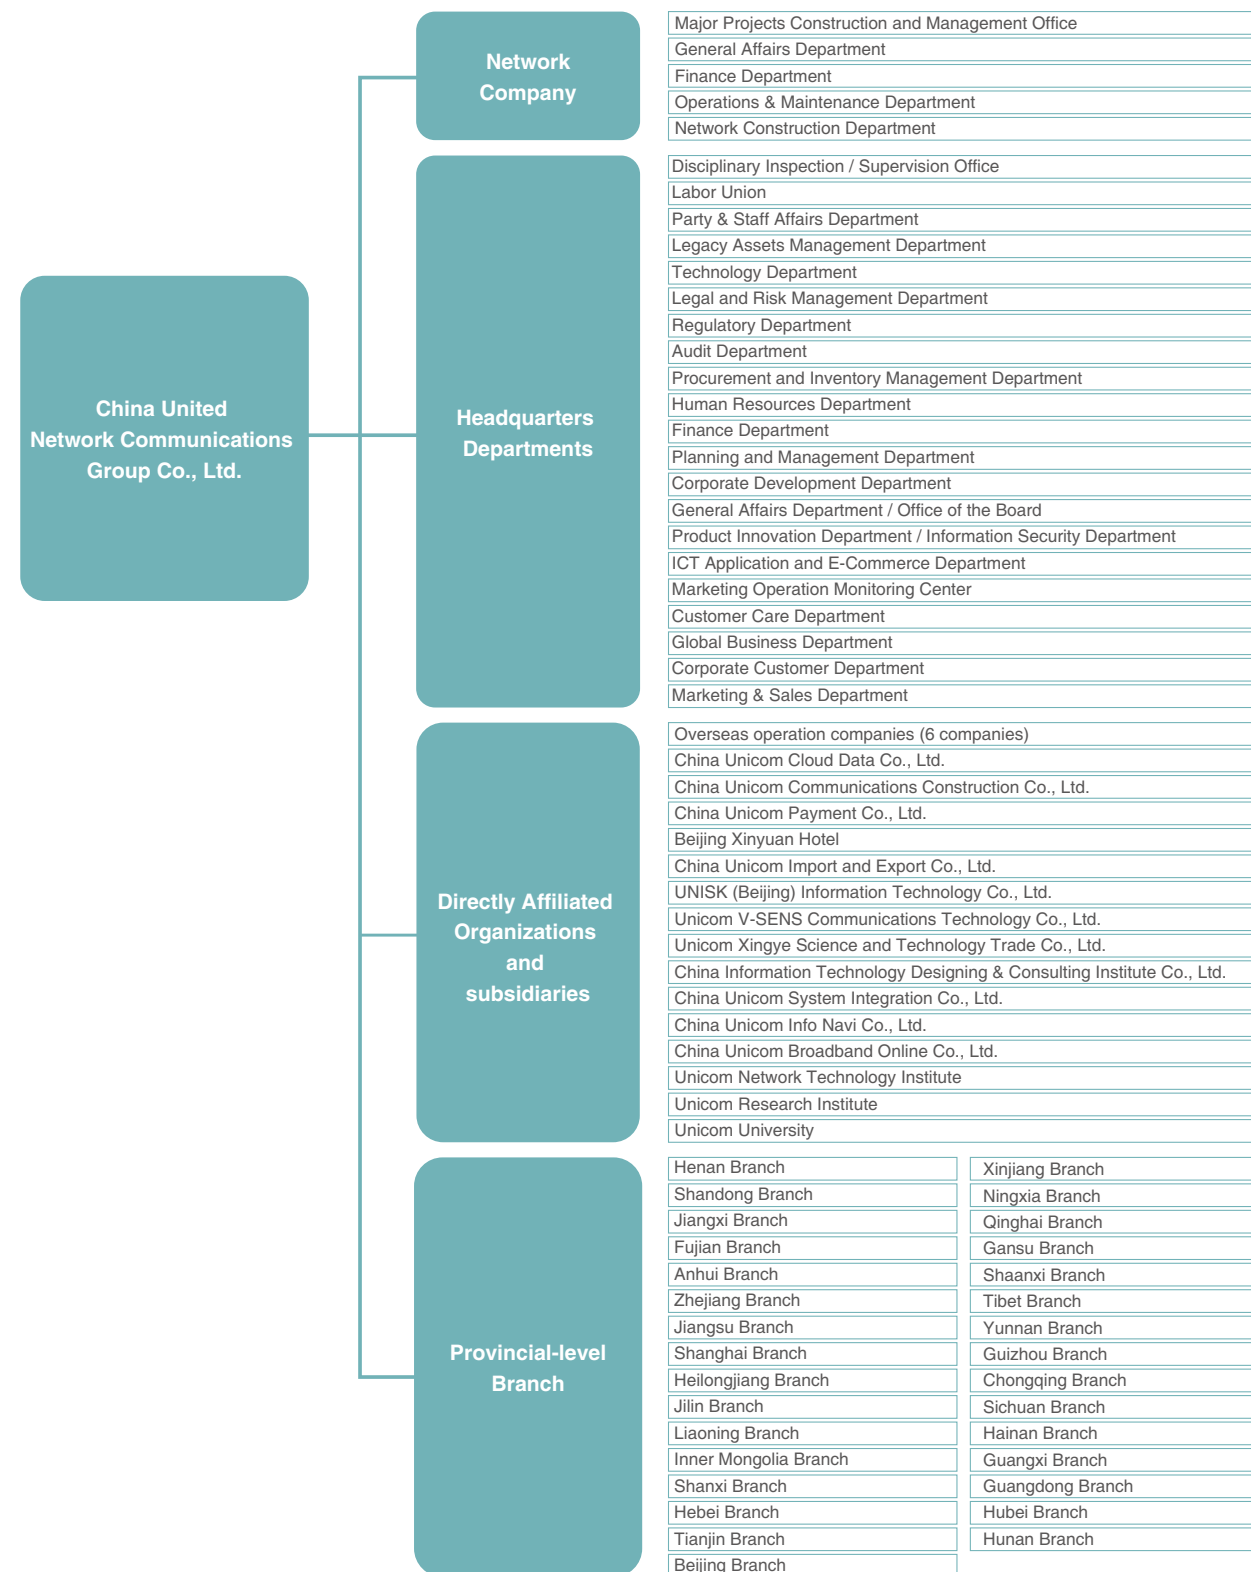 China United
Network Communications
Group Co., Ltd.
Network
Company
Major Projects Construction and Management Office
General Affairs Department
Finance Department
Operations & Maintenance Department
Network Construction Department
Headquarters
Departments
Disciplinary Inspection / Supervision Office
Labor Union
Party & Staff Affairs Department
Legacy Assets Management Department
Technology Department
Legal and Risk Management Department
Regulatory Department
Audit Department
Procurement and Inventory Management Department
Human Resources Department
Finance Department
Planning and Management Department
Corporate Development Department
General Affairs Department / Office of the Board
Product Innovation Department / Information Security Department
ICT Application and E-Commerce Department
Marketing Operation Monitoring Center
Customer Care Department
Global Business Department
Corporate Customer Department
Marketing & Sales Department
Directly Affiliated
Organizations
and
subsidiaries
Overseas operation companies (6 companies)
China Unicom Cloud Data Co., Ltd.
China Unicom Communications Construction Co., Ltd.
China Unicom Payment Co., Ltd.
Beijing Xinyuan Hotel
China Unicom Import and Export Co., Ltd.
UNISK (Beijing) Information Technology Co., Ltd.
Unicom V-SENS Communications Technology Co., Ltd.
Unicom Xingye Science and Technology Trade Co., Ltd.
China Information Technology Designing & Consulting Institute Co., Ltd.
China Unicom System Integration Co., Ltd.
China Unicom Info Navi Co., Ltd.
China Unicom Broadband Online Co., Ltd.
Unicom Network Technology Institute
Unicom Research Institute
Unicom University
Provincial-level
Branch
Henan Branch
Shandong Branch
Jiangxi Branch
Fujian Branch
Anhui Branch
Zhejiang Branch
Jiangsu Branch
Shanghai Branch
Heilongjiang Branch
Jilin Branch
Liaoning Branch
Inner Mongolia Branch
Shanxi Branch
Hebei Branch
Tianjin Branch
Beijing Branch
Xinjiang Branch
Ningxia Branch
Qinghai Branch
Gansu Branch
Shaanxi Branch
Tibet Branch
Yunnan Branch
Guizhou Branch
Chongqing Branch
Sichuan Branch
Hainan Branch
Guangxi Branch
Guangdong Branch
Hubei Branch
Hunan Branch